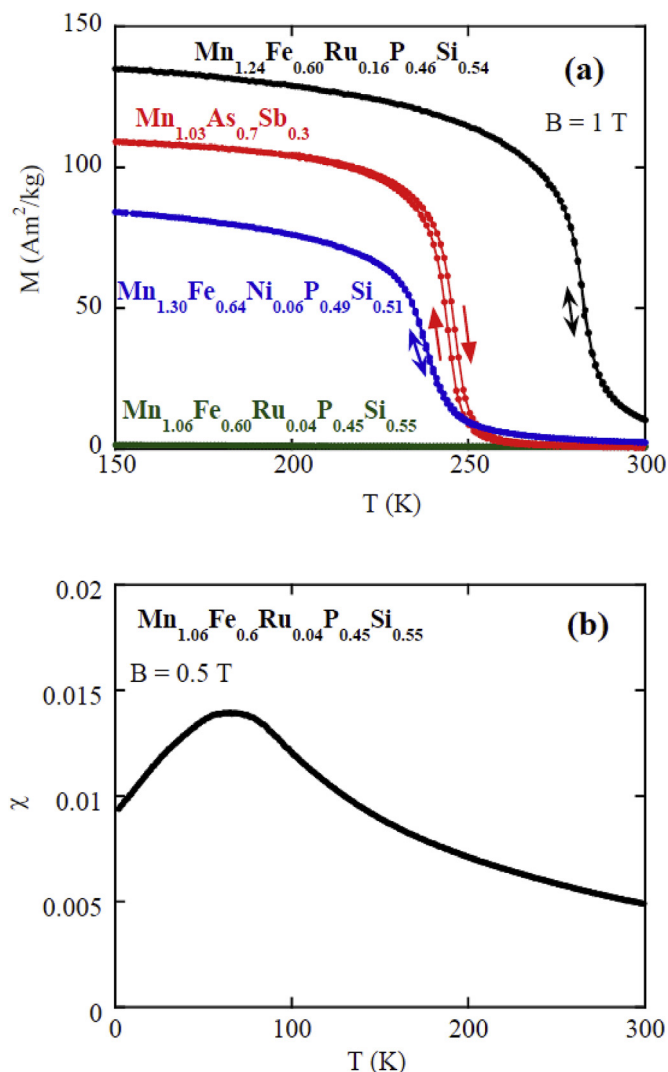 150
Mn1.24Fe0.60Ru0.16P0.46Si0.54
(a)
Mn1.03As0.7Sb0.3
B = 1 T
100
M (Am²/kg)
50
Mn1.30Fe0.64Ni0.06P0.49Si0.51
Mn1.06Fe0.60Ru0.04P0.45Si0.55
0
150 200 250 300
T (K)
0.02
Mn1.06Fe0.6Ru0.04P0.45Si0.55
(b)
B = 0.5 T
0.015
0.01
χ
0.005
0
0 100 200 300
T (K)